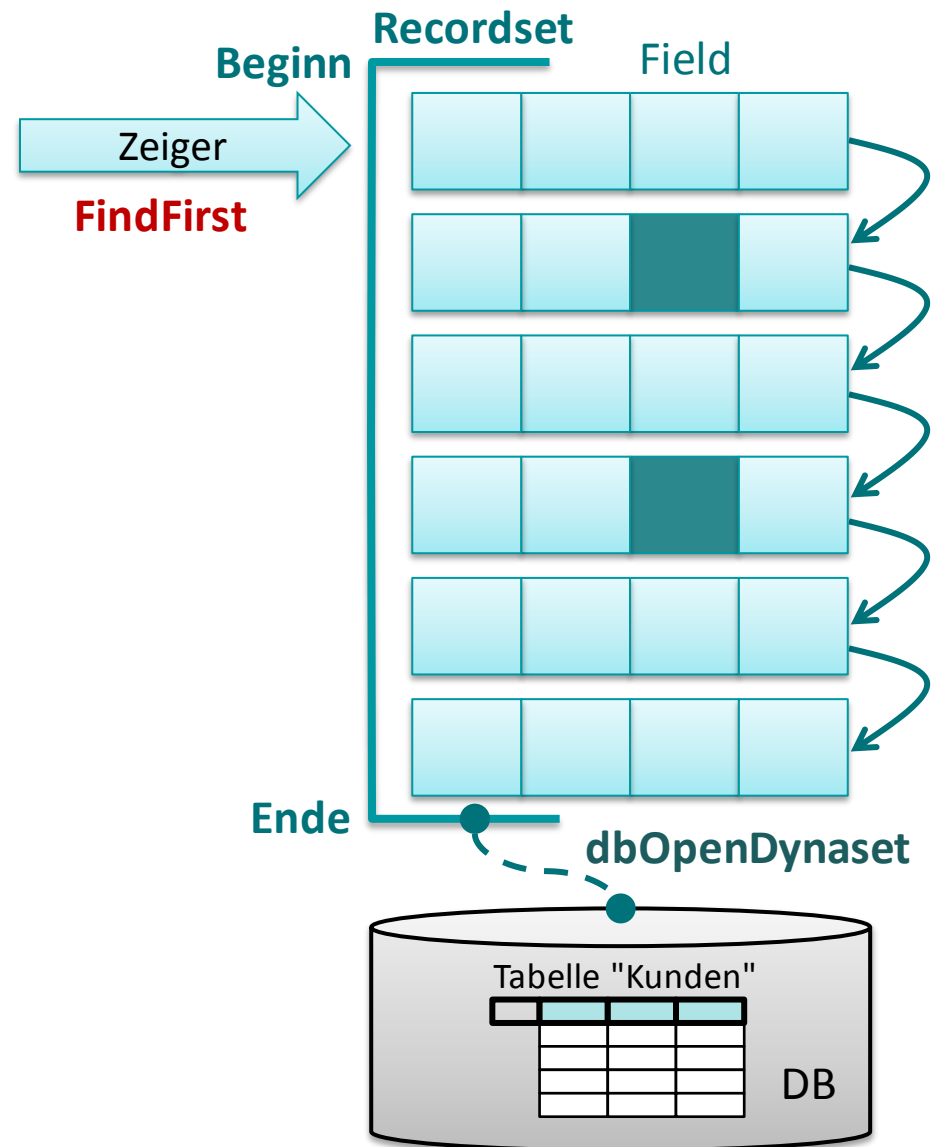 Recordset
Beginn
Field
Zeiger
FindFirst
Ende
dbOpenDynaset
Tabelle "Kunden"
DB